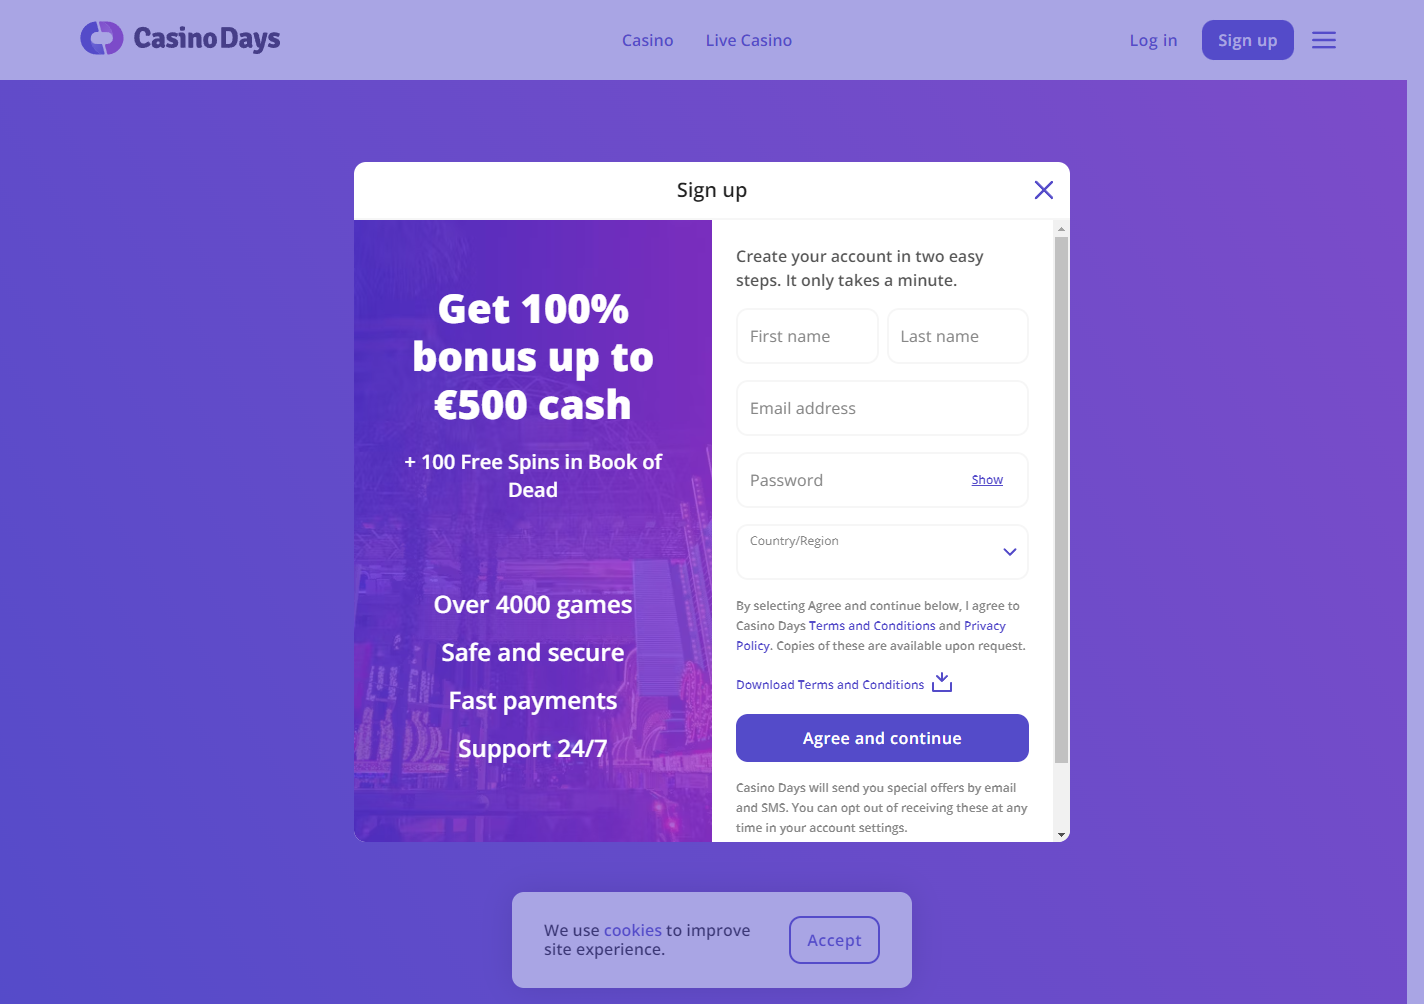 CasinoDays
Casino
Live Casino
Log in
Sign up
Sign up
Get 100%
bonus up to
€500 cash
+ 100 Free Spins in Book of
Dead
Over 4000 games
Safe and secure
Fast payments
Support 24/7
Create your account in two easy
steps. It only takes a minute.
First name
Last name
Email address
Password
Show
Country/Region
By selecting Agree and continue below, I agree to
Casino Days Terms and Conditions and Privacy
Policy. Copies of these are available upon request.
Download Terms and Conditions
Agree and continue
Casino Days will send you special offers by email
and SMS. You can opt out of receiving these at any
time in your account settings.
We use cookies to improve
site experience.
Accept